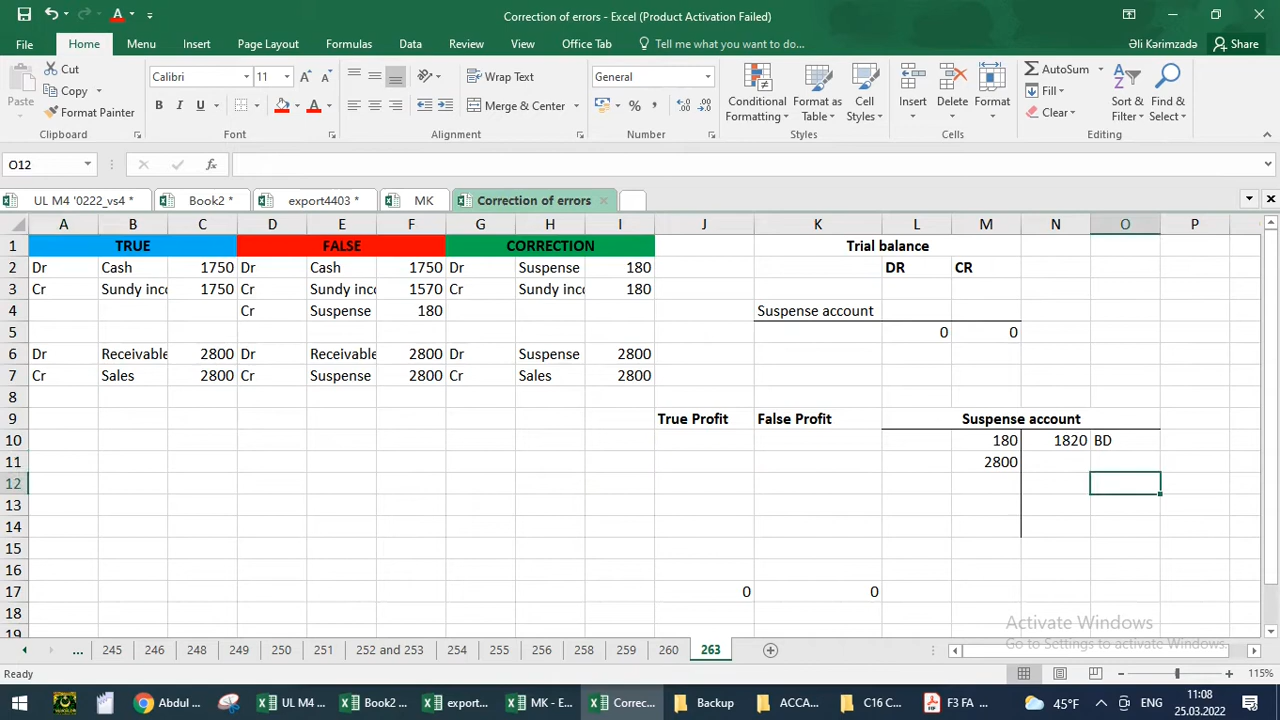 Correction of errors - Excel (Product Activation Failed)
File Home Menu Insert Page Layout Formulas Data Review View Office Tab Tell me what you want to do... Əli Kərimzadə Share
Cut
Copy
Format Painter
Paste
Clipboard
Calibri 11
B I U
Font
Wrap Text
Merge & Center
Alignment
General
Number
Conditional Formatting
Format as Table
Cell Styles
Styles
Insert Delete Format
Cells
AutoSum
Fill
Clear
Sort & Filter
Find & Select
Editing
O12
UL M4 '0222_vs4 * Book2 * export4403 * MK Correction of errors
A B C D E F G H I J K L M N O P
1 TRUE FALSE CORRECTION Trial balance
2 Dr Cash 1750 Dr Cash 1750 Dr Suspense 180 DR CR
3 Cr Sundy inco 1750 Cr Sundy inco 1570 Cr Sundy inco 180
4 Cr Suspense 180 Suspense account
5 0 0
6 Dr Receivable 2800 Dr Receivable 2800 Dr Suspense 2800
7 Cr Sales 2800 Cr Suspense 2800 Cr Sales 2800
8
9 True Profit False Profit Suspense account
10 180 1820 BD
11 2800
12
13
14
15
16
17 0 0
18
19
Activate Windows
Go to Settings to activate Windows.
... 245 246 248 249 250 251 252 and 253 254 255 256 258 259 260 263
Ready 115%
Abdul ... UL M4 ... Book2 ... export... MK - E... Correc... Backup ACCA... C16 C... F3 FA ... 45°F ENG 11:08
25.03.2022